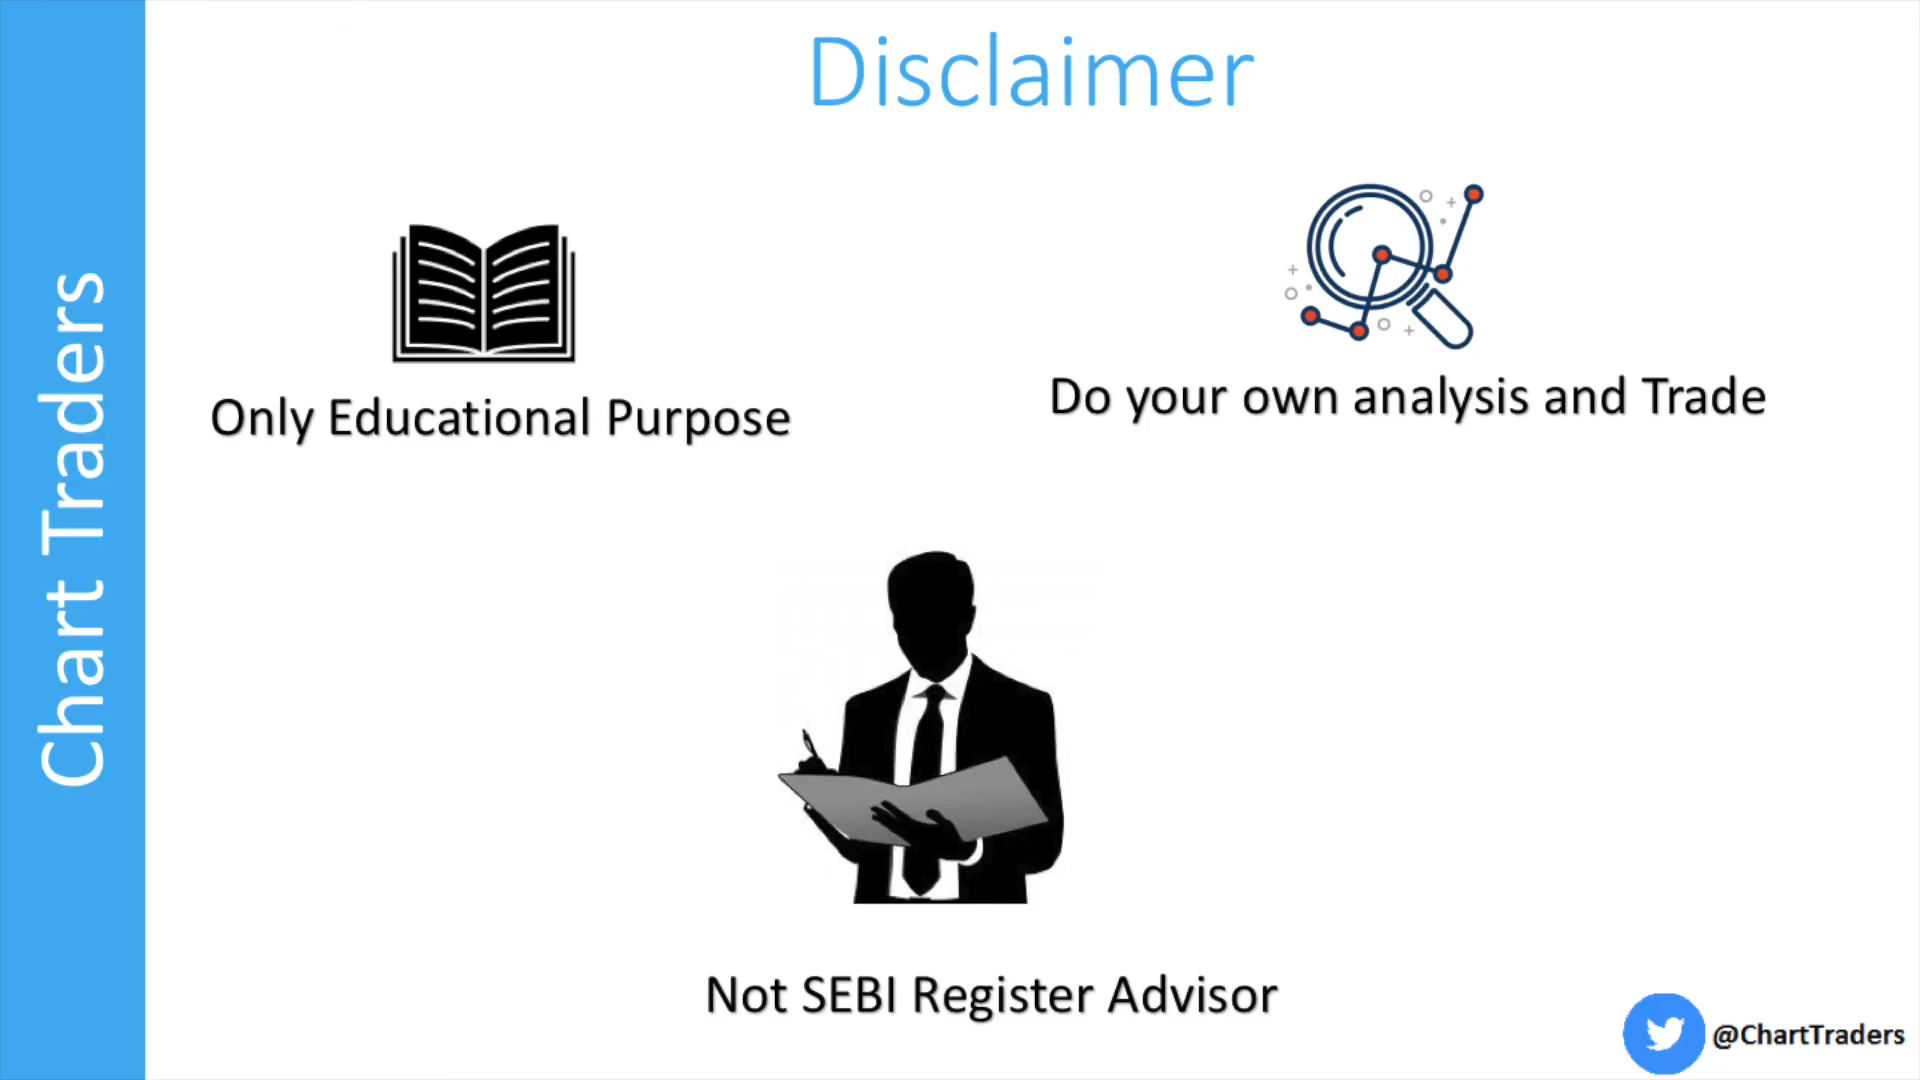 Disclaimer
Chart Traders
Only Educational Purpose
Do your own analysis and Trade
Not SEBI Register Advisor
@ChartTraders